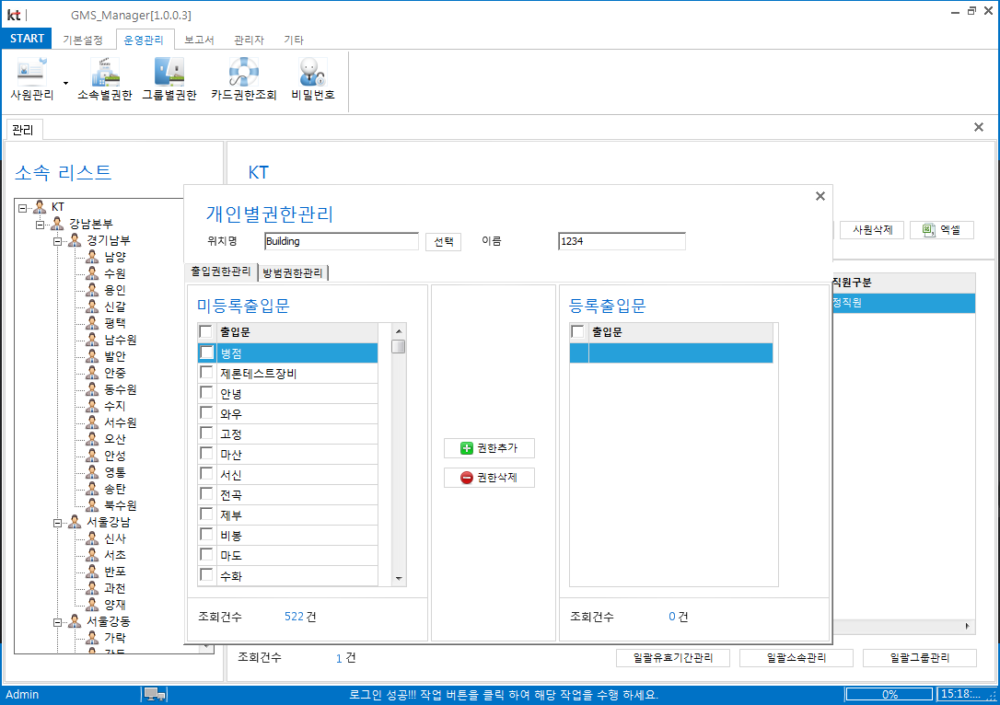 kt GMS_Manager[1.0.0.3]
START 기본설정 운영관리 보고서 관리자 기타
사원관리 소속별권한 그룹별권한 카드권한조회 비밀번호
관리
소속 리스트
KT
강남본부
경기남부
남양
수원
용인
신갈
평택
남수원
발안
안중
동수원
수지
서수원
오산
안성
영통
송탄
북수원
서울강남
신사
서초
반포
과천
양재
서울강동
가락
KT
사원삭제 엑셀
직원구분
정직원
개인별권한관리
위치명 Building 선택 이름 1234
출입권한관리 방범권한관리
미등록출입문
출입문
병점
제론테스트장비
안녕
와우
고정
마산
서신
전곡
제부
비봉
마도
수화
조회건수 522 건
권한추가
권한삭제
등록출입문
출입문
조회건수 0 건
조회건수 1 건
일괄유효기간관리 일괄소속관리 일괄그룹관리
Admin 로그인 성공!!! 작업 버튼을 클릭 하여 해당 작업을 수행 하세요. 0% 15:18:...